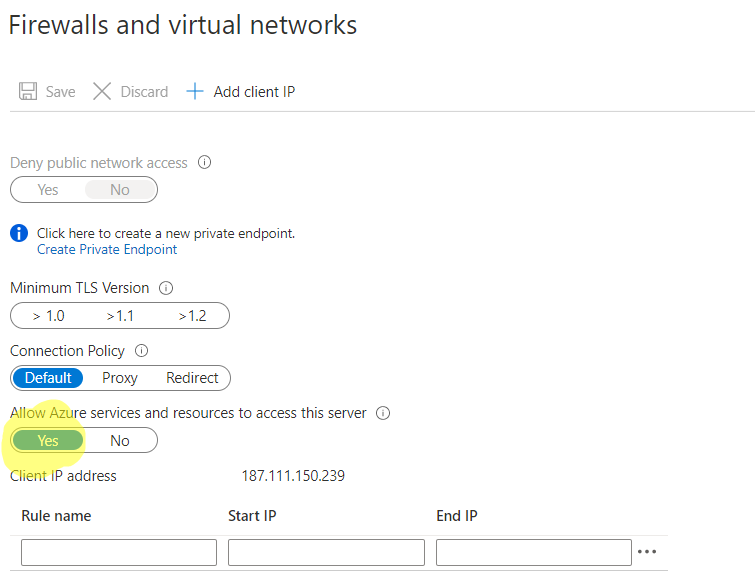 Firewalls and virtual networks
Save Discard Add client IP
Deny public network access
Yes No
Click here to create a new private endpoint.
Create Private Endpoint
Minimum TLS Version
> 1.0 >1.1 >1.2
Connection Policy
Default Proxy Redirect
Allow Azure services and resources to access this server
Yes No
Client IP address 187.111.150.239
Rule name Start IP End IP